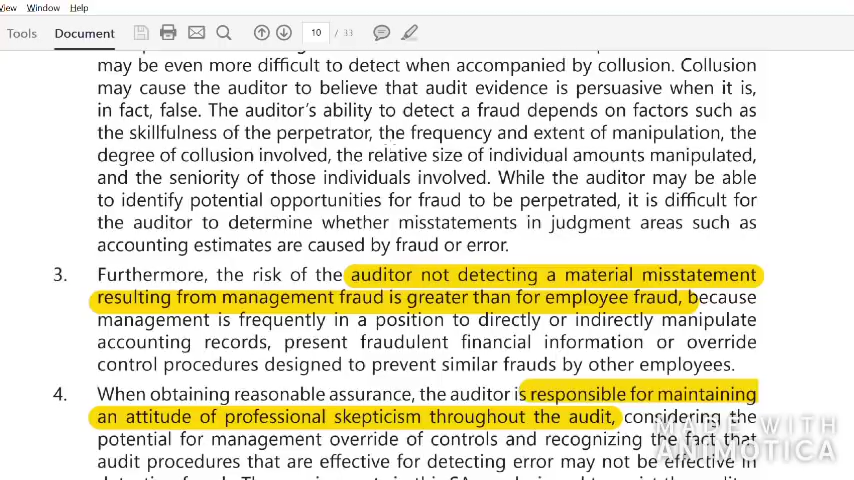 View Window Help
Tools Document 10 / 33
may be even more difficult to detect when accompanied by collusion. Collusion
may cause the auditor to believe that audit evidence is persuasive when it is,
in fact, false. The auditor's ability to detect a fraud depends on factors such as
the skillfulness of the perpetrator, the frequency and extent of manipulation, the
degree of collusion involved, the relative size of individual amounts manipulated,
and the seniority of those individuals involved. While the auditor may be able
to identify potential opportunities for fraud to be perpetrated, it is difficult for
the auditor to determine whether misstatements in judgment areas such as
accounting estimates are caused by fraud or error.
3. Furthermore, the risk of the auditor not detecting a material misstatement
resulting from management fraud is greater than for employee fraud, because
management is frequently in a position to directly or indirectly manipulate
accounting records, present fraudulent financial information or override
control procedures designed to prevent similar frauds by other employees.
4. When obtaining reasonable assurance, the auditor is responsible for maintaining
an attitude of professional skepticism throughout the audit, considering the
potential for management override of controls and recognizing the fact that
audit procedures that are effective for detecting error may not be effective in
MADE WITH
ANIMOTICA